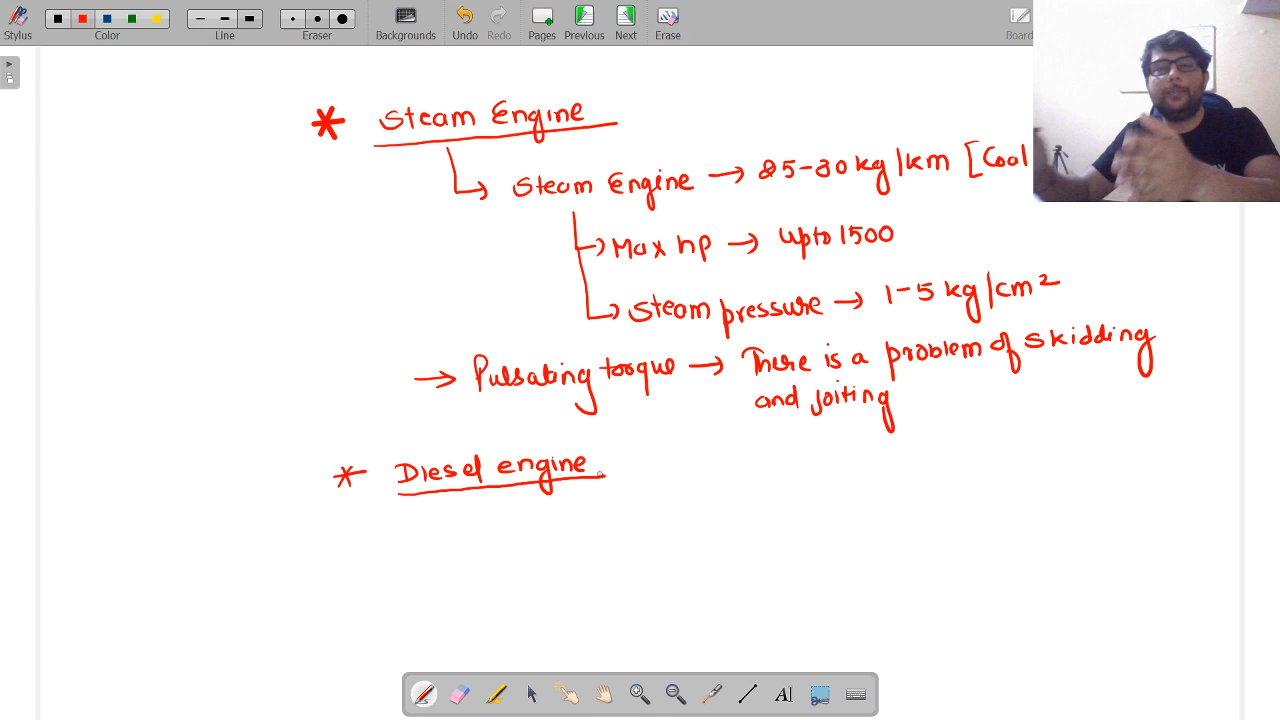 Stylus
Color
Line
Eraser
Backgrounds
Undo
Redo
Pages
Previous
Next
Erase
Board
* Steam Engine
Steam Engine → 25-30 kg/km [Coal
Max hp → upto 1500
Steam pressure → 1-5 kg/cm²
→ Pulsating torque → There is a problem of skidding
and joiting
* Diesel engine